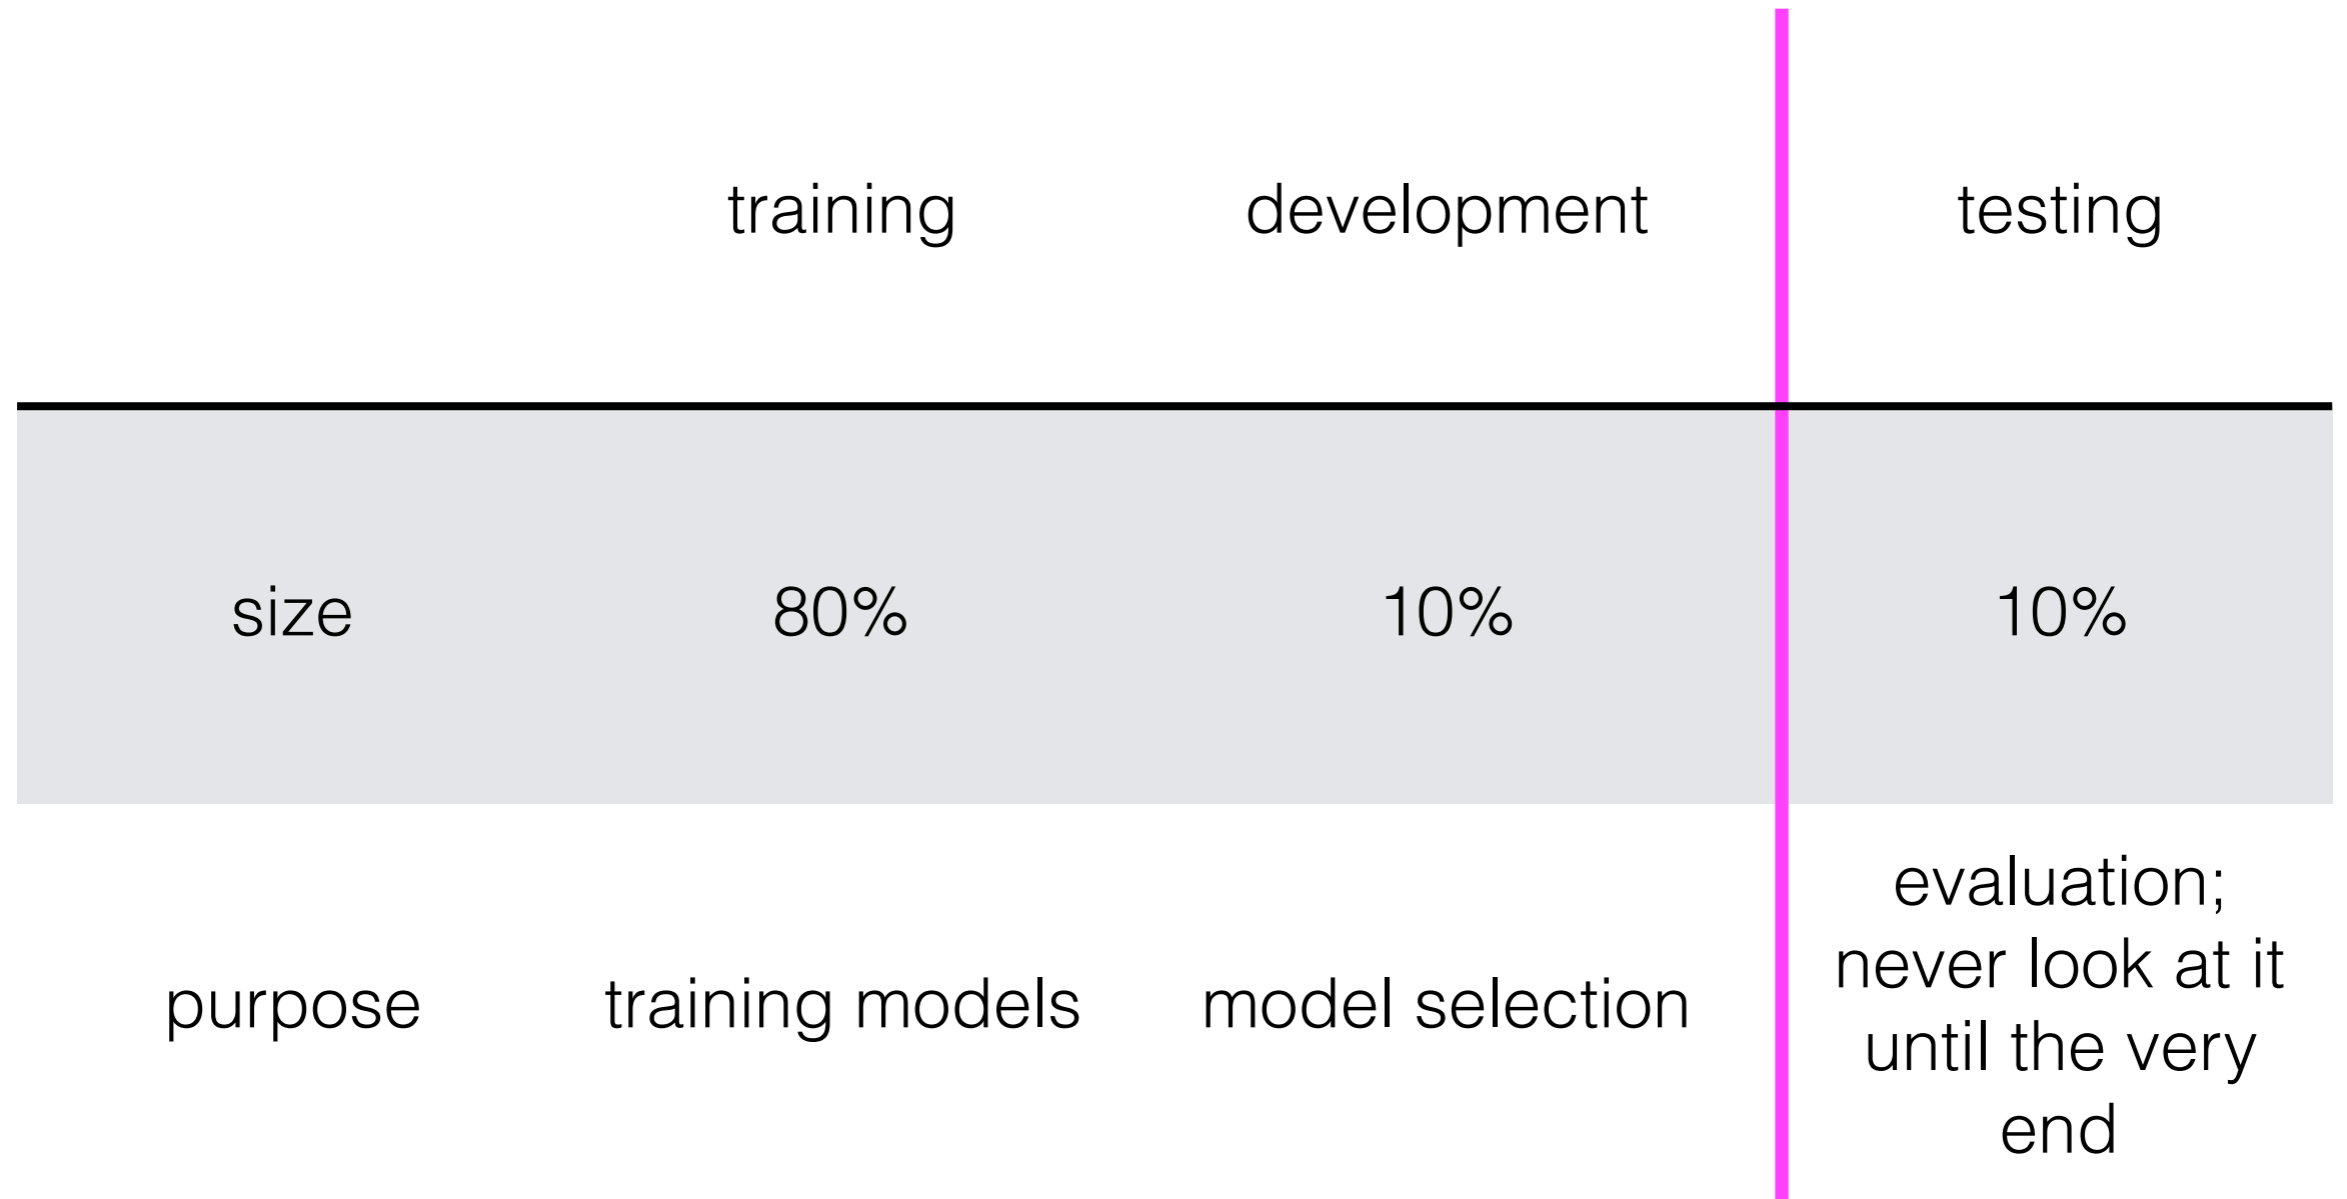 training development testing
size 80% 10% 10%
purpose training models model selection evaluation;
never look at it
until the very
end